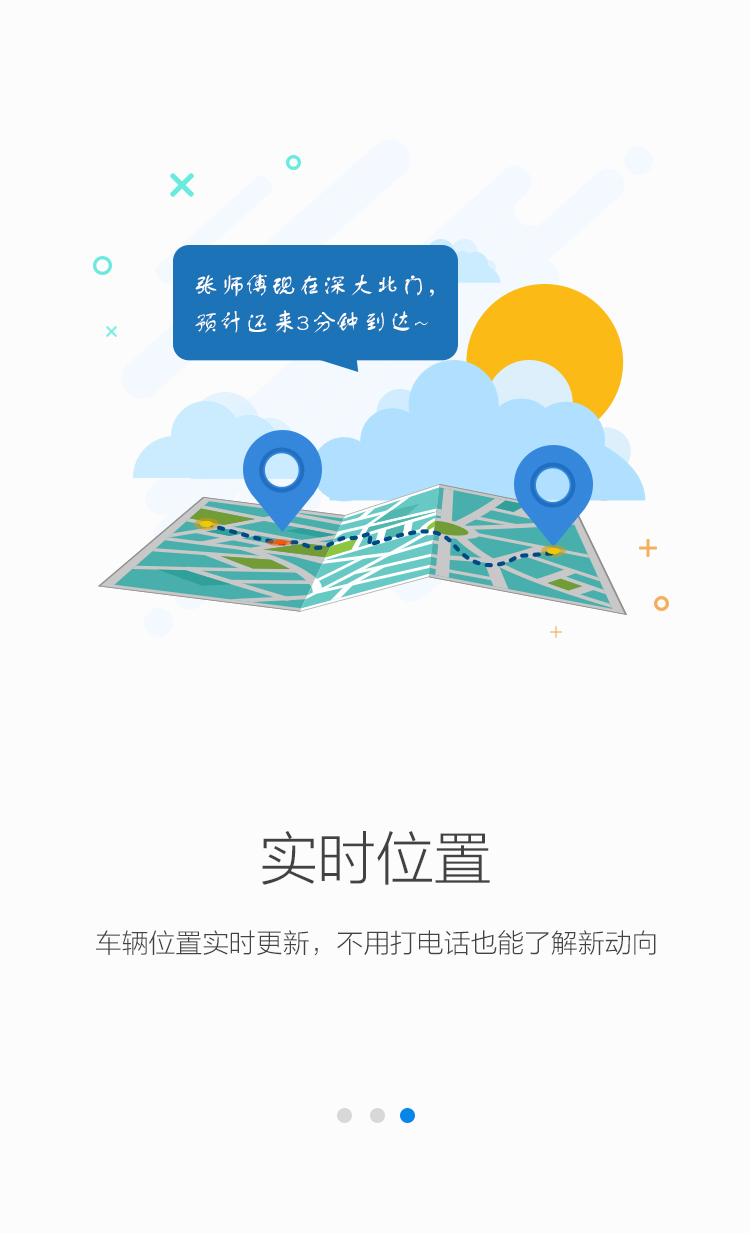 张师傅现在深大北门，
预计还来3分钟到达~
实时位置
车辆位置实时更新，不用打电话也能了解新动向